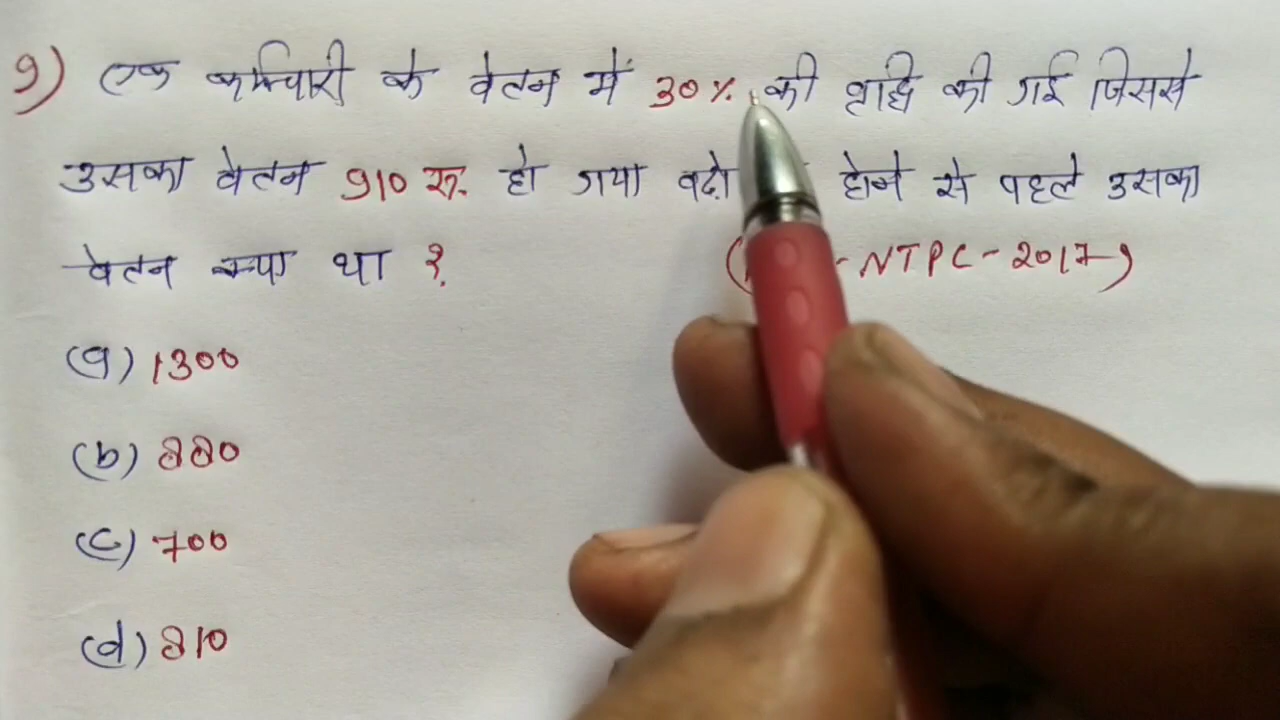 9) एक कर्मचारी के वेतन में 30% की वृद्धि की गई जिससे
उसका वेतन 910 रू. हो गया होने से पहले उसका
वेतन क्या था ?
-NTPC-2017)
(a) 1300
(b) 880
(c) 700
(d) 810